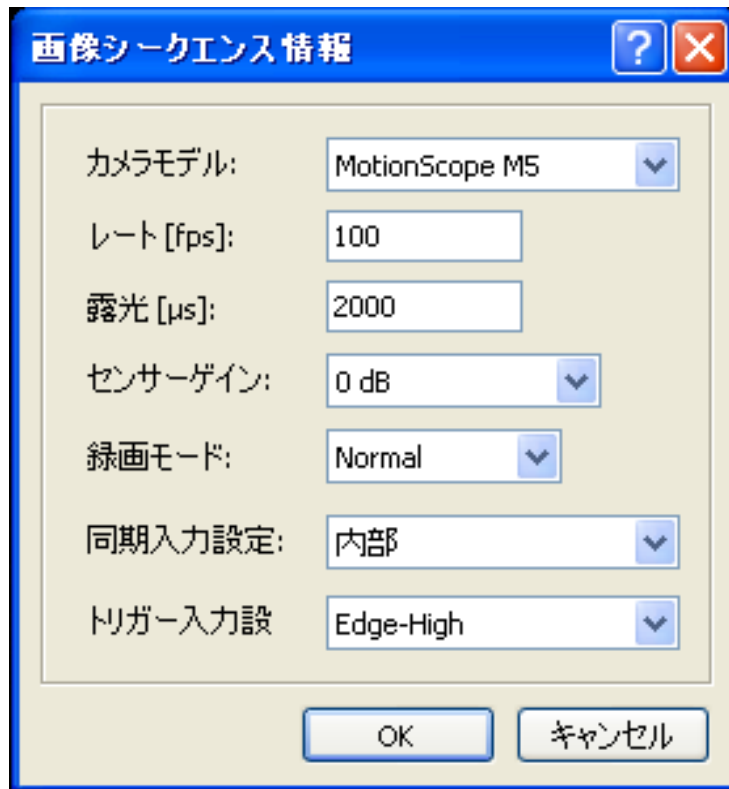 画像シークエンス情報
カメラモデル: MotionScope M5
レート[fps]: 100
露光[µs]: 2000
センサーゲイン: 0 dB
録画モード: Normal
同期入力設定: 内部
トリガー入力設 Edge-High
OK キャンセル